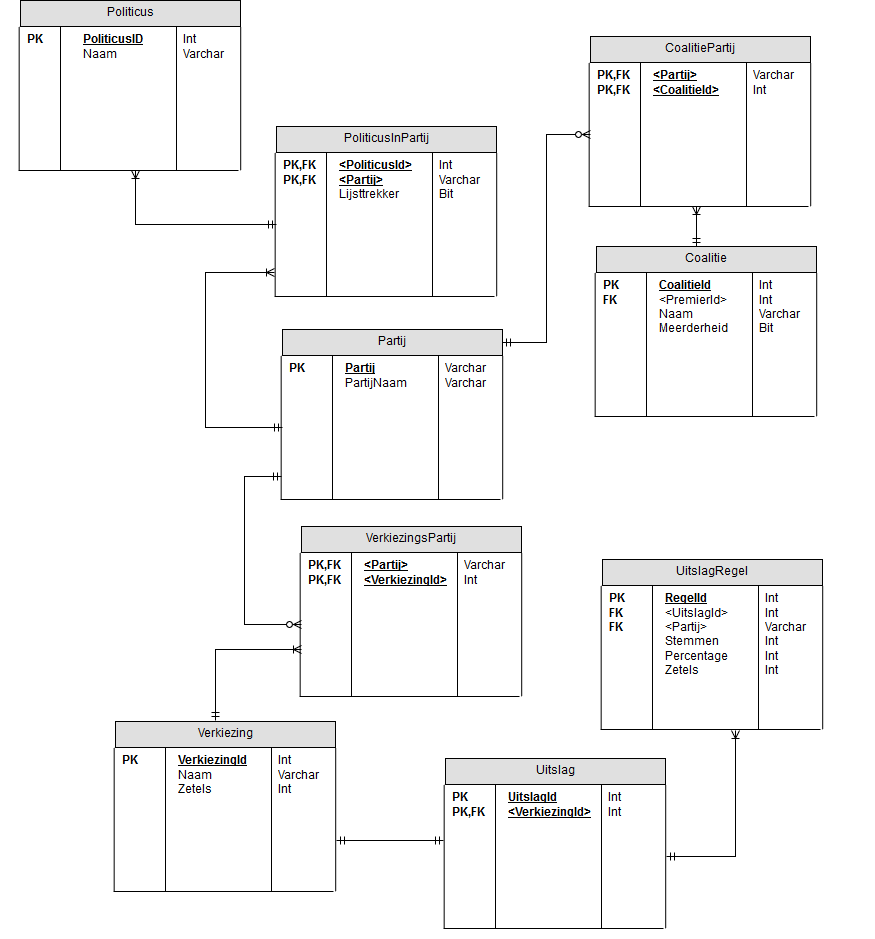 Politicus
PK PoliticusID Int
Naam Varchar
CoalitiePartij
PK,FK <Partij> Varchar
PK,FK <CoalitieId> Int
PoliticusInPartij
PK,FK <PoliticusId> Int
PK,FK <Partij> Varchar
Lijsttrekker Bit
Coalitie
PK CoalitieId Int
FK <PremierId> Int
Naam Varchar
Meerderheid Bit
Partij
PK Partij Varchar
PartijNaam Varchar
VerkiezingsPartij
PK,FK <Partij> Varchar
PK,FK <VerkiezingId> Int
UitslagRegel
PK RegelId Int
FK <UitslagId> Int
FK <Partij> Varchar
Stemmen Int
Percentage Int
Zetels Int
Verkiezing
PK VerkiezingId Int
Naam Varchar
Zetels Int
Uitslag
PK UitslagId Int
PK,FK <VerkiezingId> Int